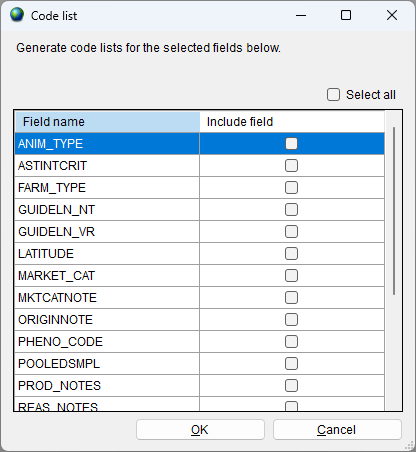 Code list
Generate code lists for the selected fields below.
Select all
Field name Include field
ANIM_TYPE
ASTINTCRIT
FARM_TYPE
GUIDELN_NT
GUIDELN_VR
LATITUDE
MARKET_CAT
MKTCATNOTE
ORIGINNOTE
PHENO_CODE
POOLEDSMPL
PROD_NOTES
REAS_NOTES
OK Cancel